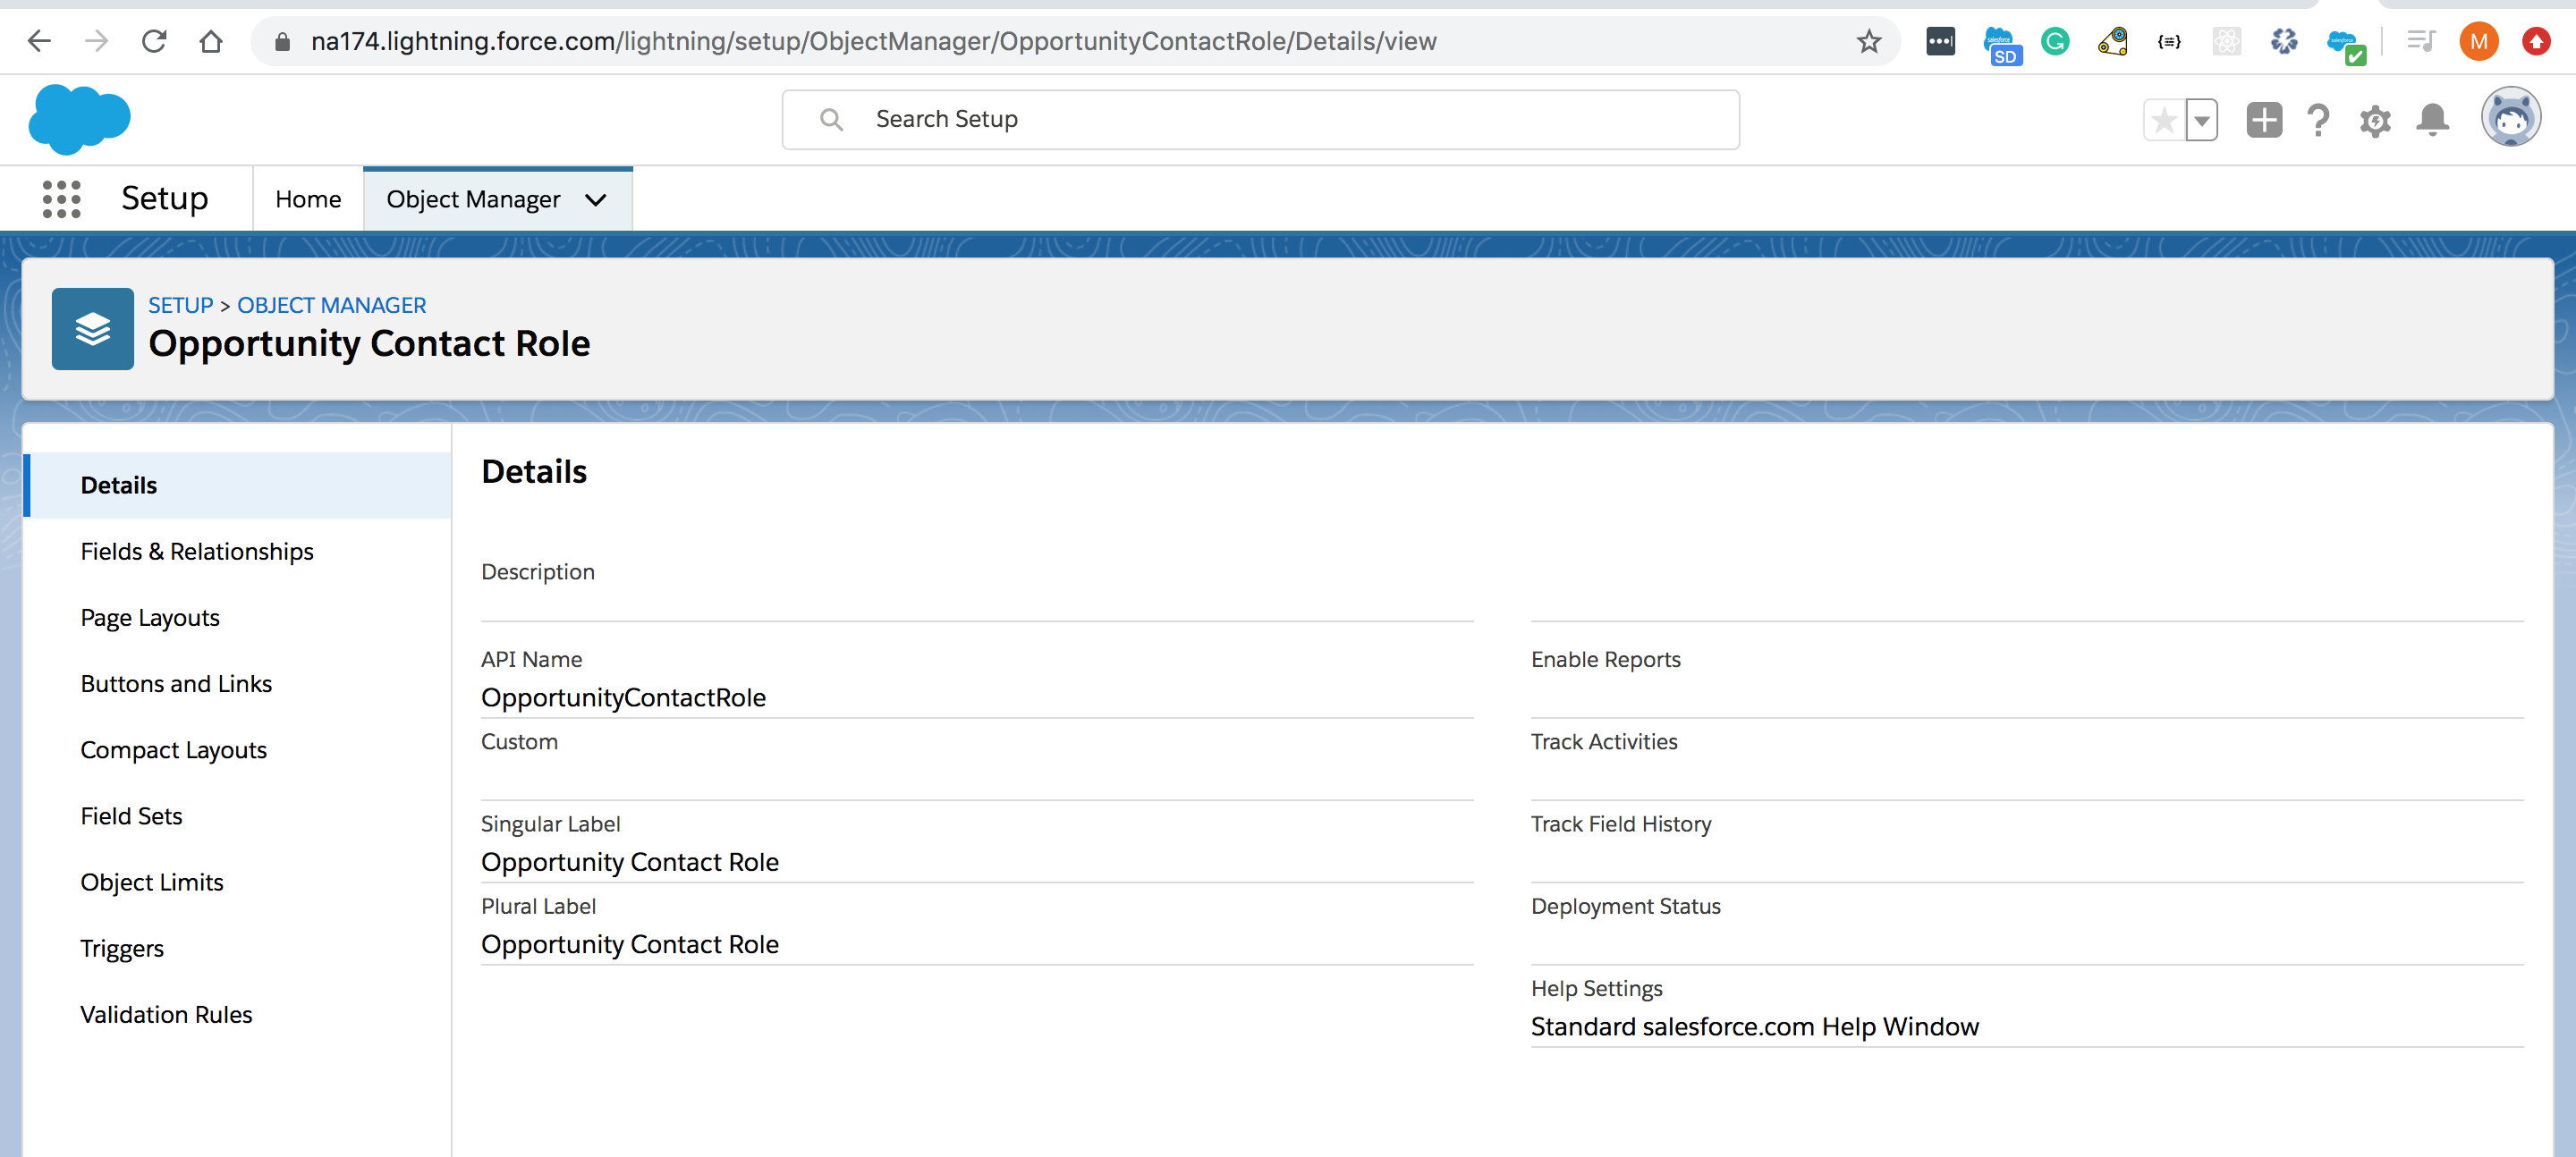 na174.lightning.force.com/lightning/setup/ObjectManager/OpportunityContactRole/Details/view
SD
M
Search Setup
Setup
Home
Object Manager
SETUP > OBJECT MANAGER
Opportunity Contact Role
Details
Fields & Relationships
Page Layouts
Buttons and Links
Compact Layouts
Field Sets
Object Limits
Triggers
Validation Rules
Details
Description
API Name
OpportunityContactRole
Custom
Singular Label
Opportunity Contact Role
Plural Label
Opportunity Contact Role
Enable Reports
Track Activities
Track Field History
Deployment Status
Help Settings
Standard salesforce.com Help Window